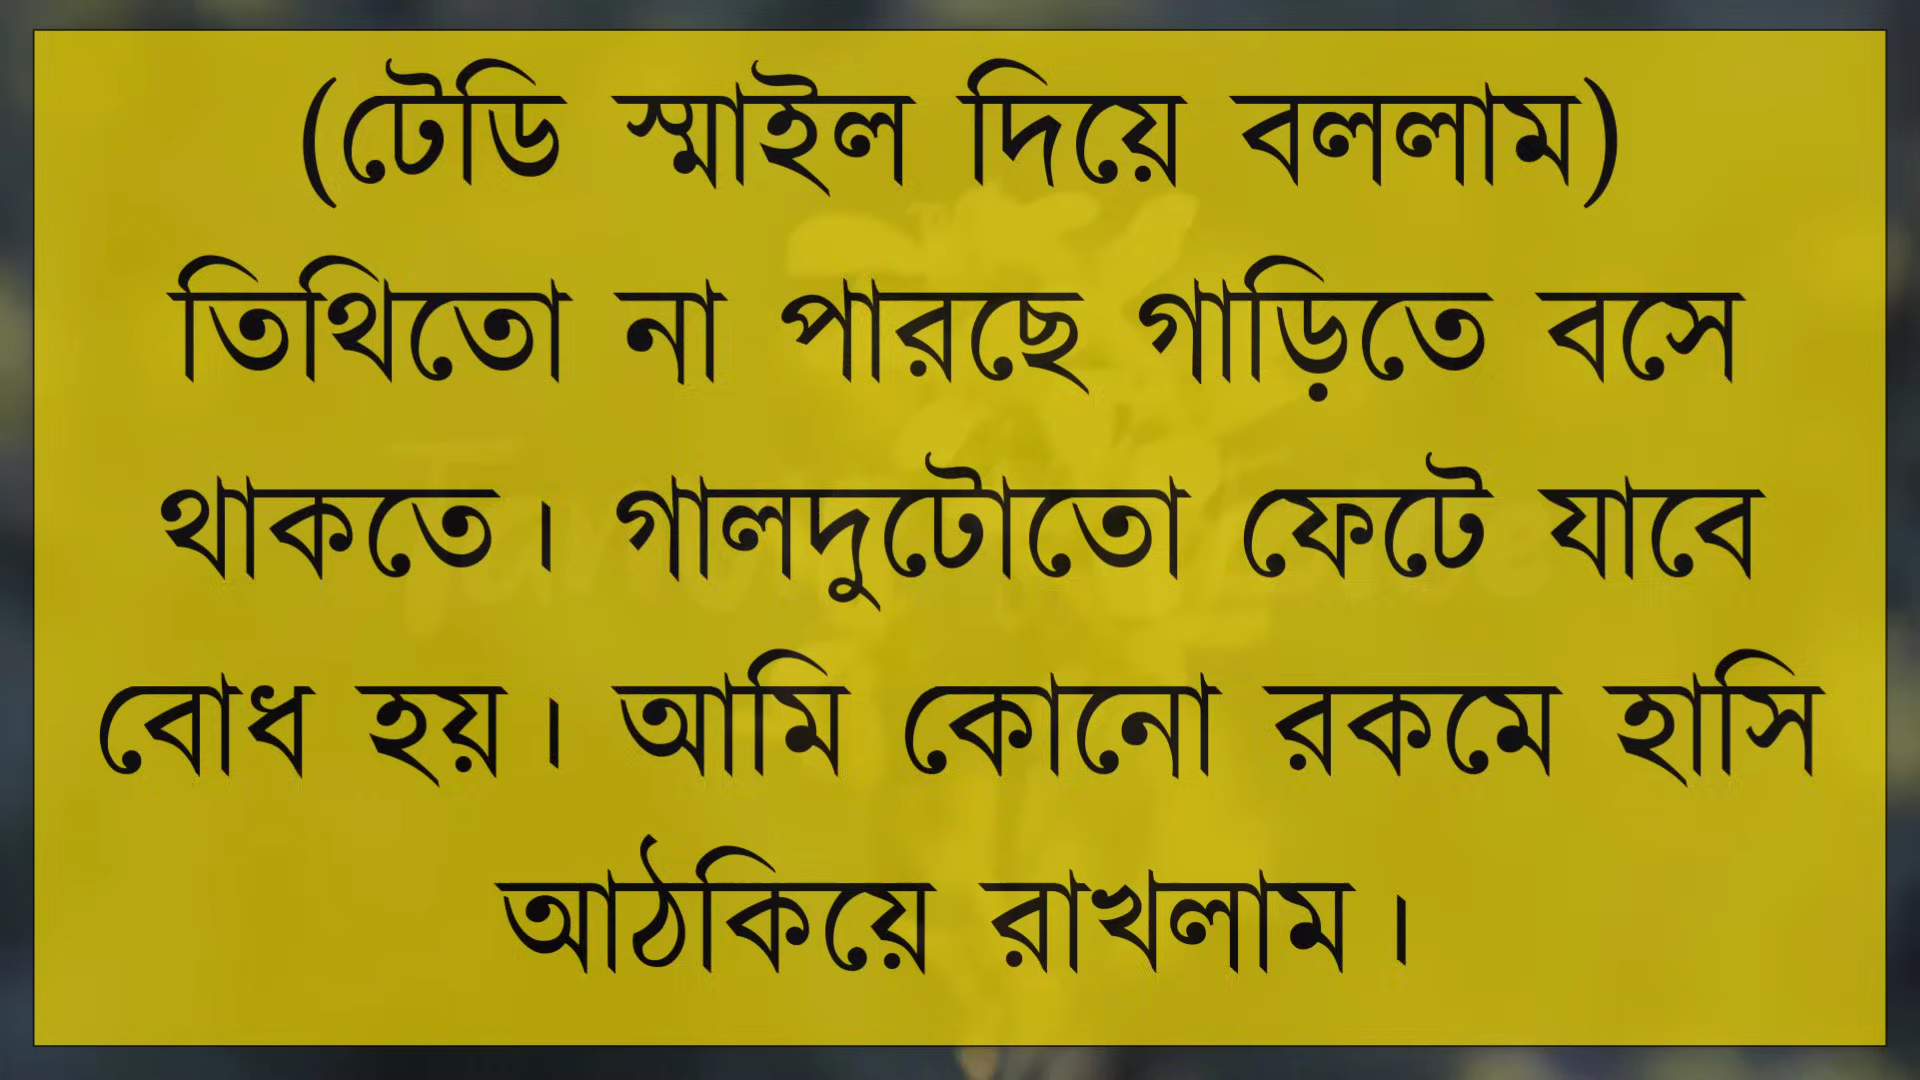 (টেডি স্মাইল দিয়ে বললাম)
তিথিতো না পারছে গাড়িতে বসে
থাকতে। গালদুটোতো ফেটে যাবে
বোধ হয়। আমি কোনো রকমে হাসি
আঠকিয়ে রাখলাম।